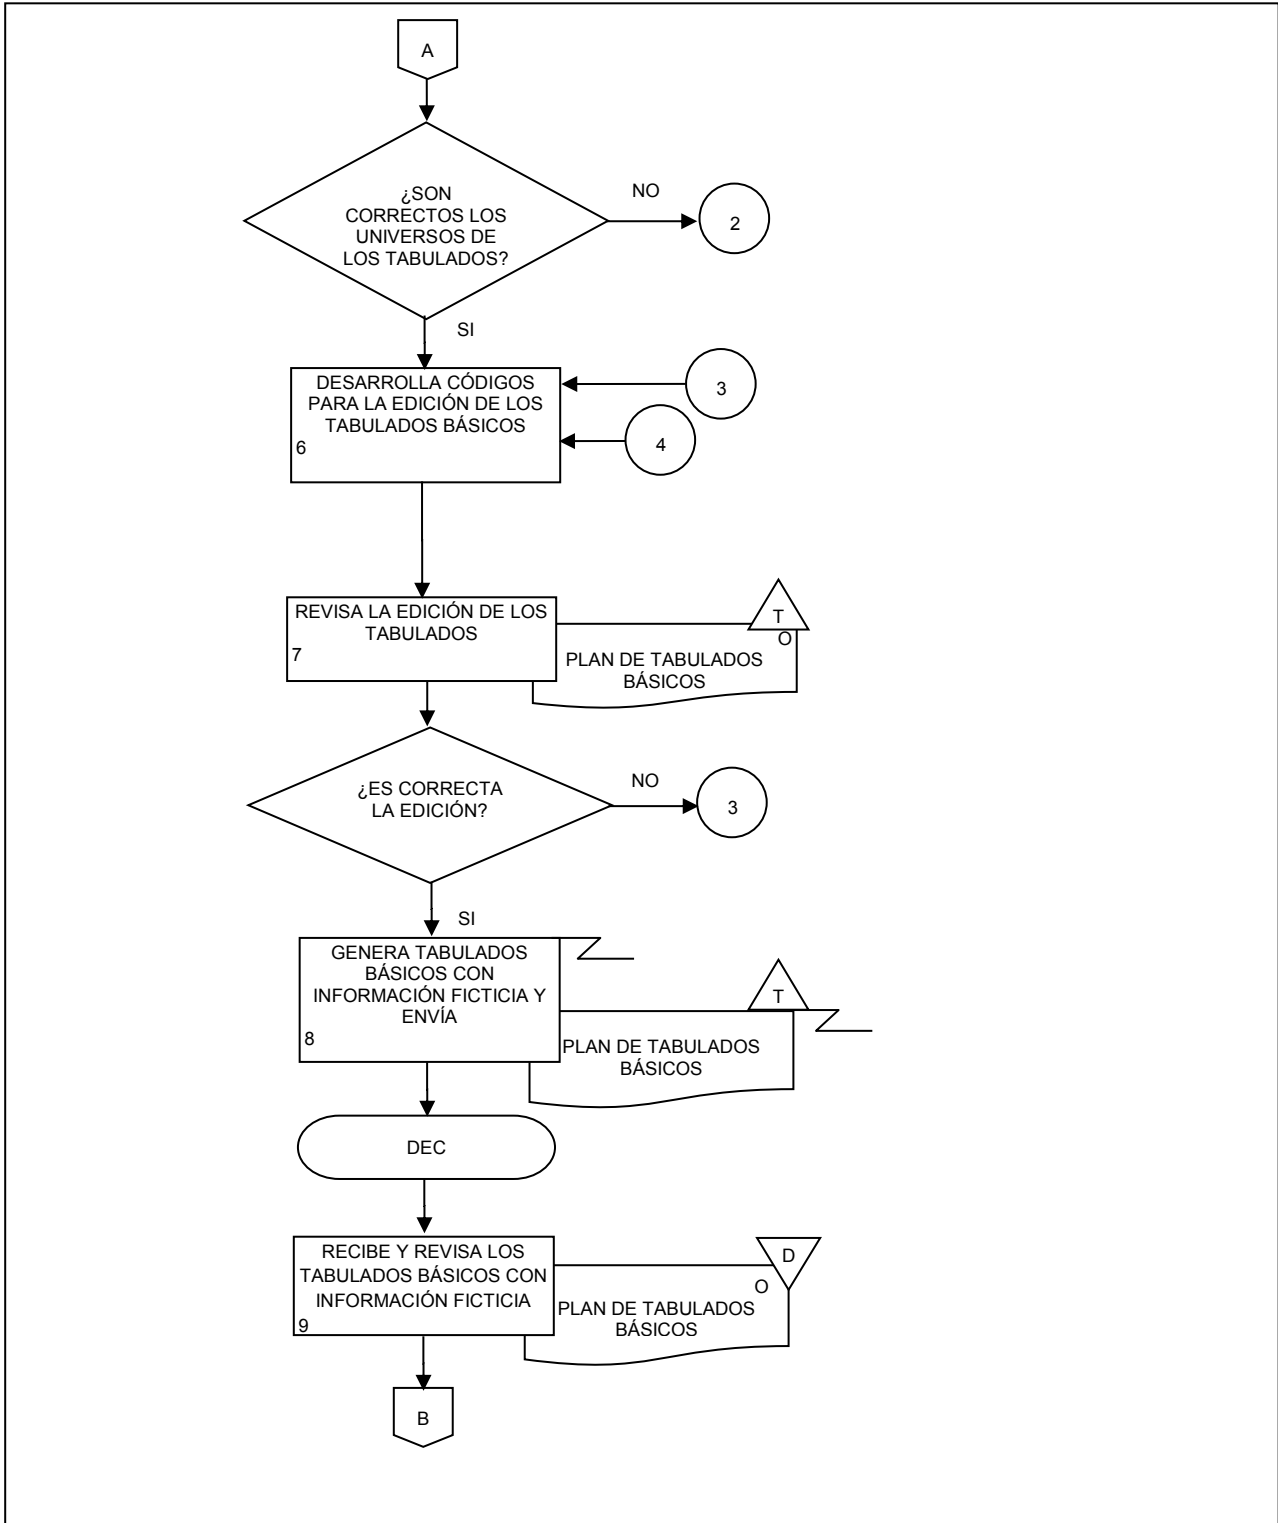 A
¿SON
CORRECTOS LOS
UNIVERSOS DE
LOS TABULADOS?
NO
2
SI
DESARROLLA CÓDIGOS
PARA LA EDICIÓN DE LOS
TABULADOS BÁSICOS
6
3
4
REVISA LA EDICIÓN DE LOS
TABULADOS
7
T
O
PLAN DE TABULADOS
BÁSICOS
¿ES CORRECTA
LA EDICIÓN?
NO
3
SI
GENERA TABULADOS
BÁSICOS CON
INFORMACIÓN FICTICIA Y
ENVÍA
8
T
PLAN DE TABULADOS
BÁSICOS
DEC
RECIBE Y REVISA LOS
TABULADOS BÁSICOS CON
INFORMACIÓN FICTICIA
9
D
O
PLAN DE TABULADOS
BÁSICOS
B